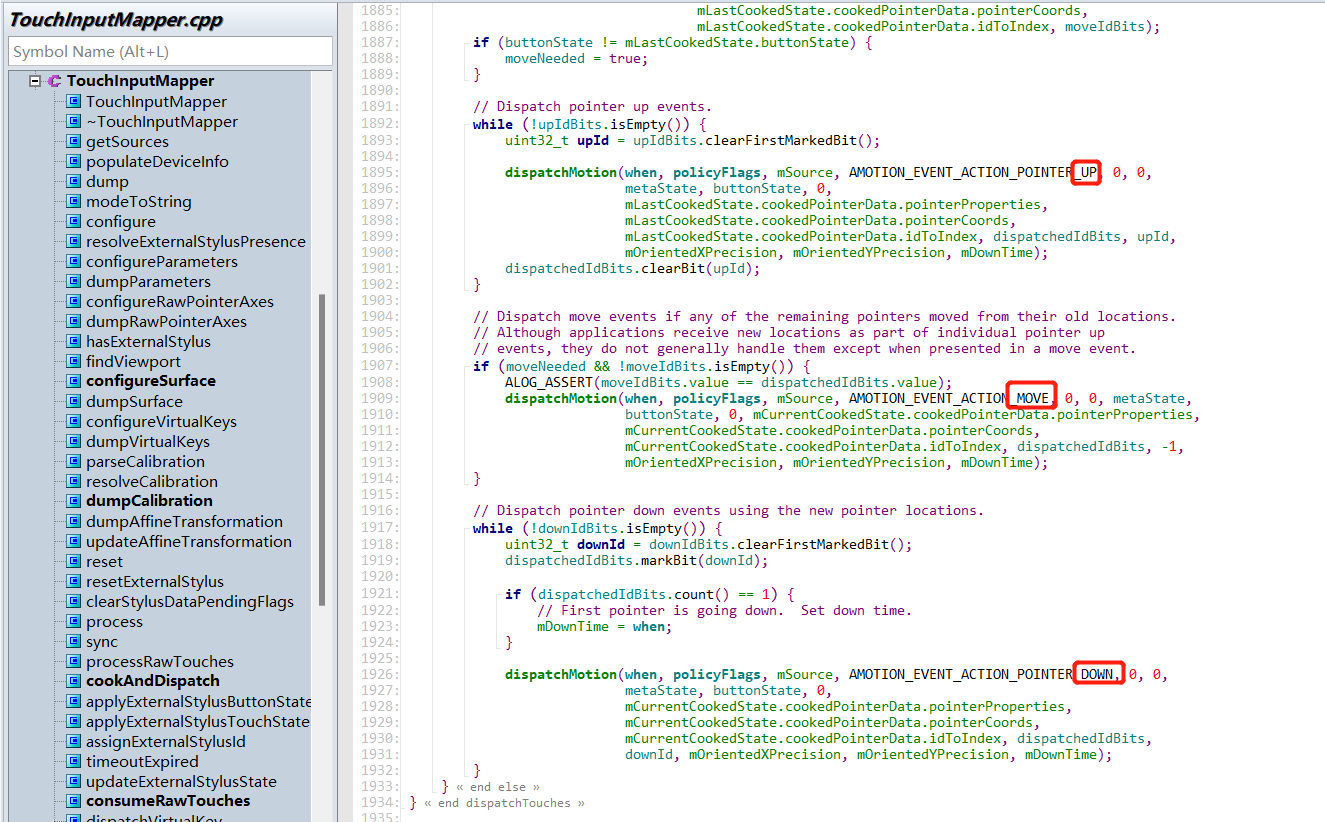 TouchInputMapper.cpp
Symbol Name (Alt+L)
TouchInputMapper
TouchInputMapper
~TouchInputMapper
getSources
populateDeviceInfo
dump
modeToString
configure
resolveExternalStylusPresence
configureParameters
dumpParameters
configureRawPointerAxes
dumpRawPointerAxes
hasExternalStylus
findViewport
configureSurface
dumpSurface
configureVirtualKeys
dumpVirtualKeys
parseCalibration
resolveCalibration
dumpCalibration
dumpAffineTransformation
updateAffineTransformation
reset
resetExternalStylus
clearStylusDataPendingFlags
process
sync
processRawTouches
cookAndDispatch
applyExternalStylusButtonState
applyExternalStylusTouchState
assignExternalStylusId
timeoutExpired
updateExternalStylusState
consumeRawTouches
dispatchVirtualKey
1885: mLastCookedState.cookedPointerData.pointerCoords,
1886: mLastCookedState.cookedPointerData.idToIndex, moveIdBits);
1887: if (buttonState != mLastCookedState.buttonState) {
1888: moveNeeded = true;
1889: }
1890:
1891: // Dispatch pointer up events.
1892: while (!upIdBits.isEmpty()) {
1893: uint32_t upId = upIdBits.clearFirstMarkedBit();
1894:
1895: dispatchMotion(when, policyFlags, mSource, AMOTION_EVENT_ACTION_POINTER_UP, 0, 0,
1896: metaState, buttonState, 0,
1897: mLastCookedState.cookedPointerData.pointerProperties,
1898: mLastCookedState.cookedPointerData.pointerCoords,
1899: mLastCookedState.cookedPointerData.idToIndex, dispatchedIdBits, upId,
1900: mOrientedXPrecision, mOrientedYPrecision, mDownTime);
1901: dispatchedIdBits.clearBit(upId);
1902: }
1903:
1904: // Dispatch move events if any of the remaining pointers moved from their old locations.
1905: // Although applications receive new locations as part of individual pointer up
1906: // events, they do not generally handle them except when presented in a move event.
1907: if (moveNeeded && !moveIdBits.isEmpty()) {
1908: ALOG_ASSERT(moveIdBits.value == dispatchedIdBits.value);
1909: dispatchMotion(when, policyFlags, mSource, AMOTION_EVENT_ACTION_MOVE, 0, 0, metaState,
1910: buttonState, 0, mCurrentCookedState.cookedPointerData.pointerProperties,
1911: mCurrentCookedState.cookedPointerData.pointerCoords,
1912: mCurrentCookedState.cookedPointerData.idToIndex, dispatchedIdBits, -1,
1913: mOrientedXPrecision, mOrientedYPrecision, mDownTime);
1914: }
1915:
1916: // Dispatch pointer down events using the new pointer locations.
1917: while (!downIdBits.isEmpty()) {
1918: uint32_t downId = downIdBits.clearFirstMarkedBit();
1919: dispatchedIdBits.markBit(downId);
1920:
1921: if (dispatchedIdBits.count() == 1) {
1922: // First pointer is going down. Set down time.
1923: mDownTime = when;
1924: }
1925:
1926: dispatchMotion(when, policyFlags, mSource, AMOTION_EVENT_ACTION_POINTER_DOWN, 0, 0,
1927: metaState, buttonState, 0,
1928: mCurrentCookedState.cookedPointerData.pointerProperties,
1929: mCurrentCookedState.cookedPointerData.pointerCoords,
1930: mCurrentCookedState.cookedPointerData.idToIndex, dispatchedIdBits,
1931: downId, mOrientedXPrecision, mOrientedYPrecision, mDownTime);
1932: }
1933: } « end else »
1934: } « end dispatchTouches »
1935: